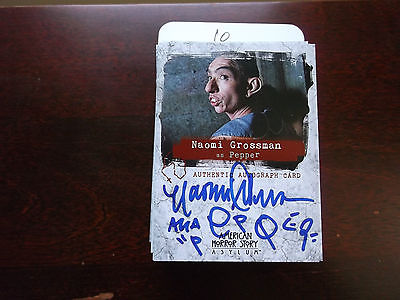 10
Naomi Grossman
as Pepper
AUTHENTIC AUTOGRAPH CARD
AKA
AMERICAN
HORROR STORY
ASYLUM